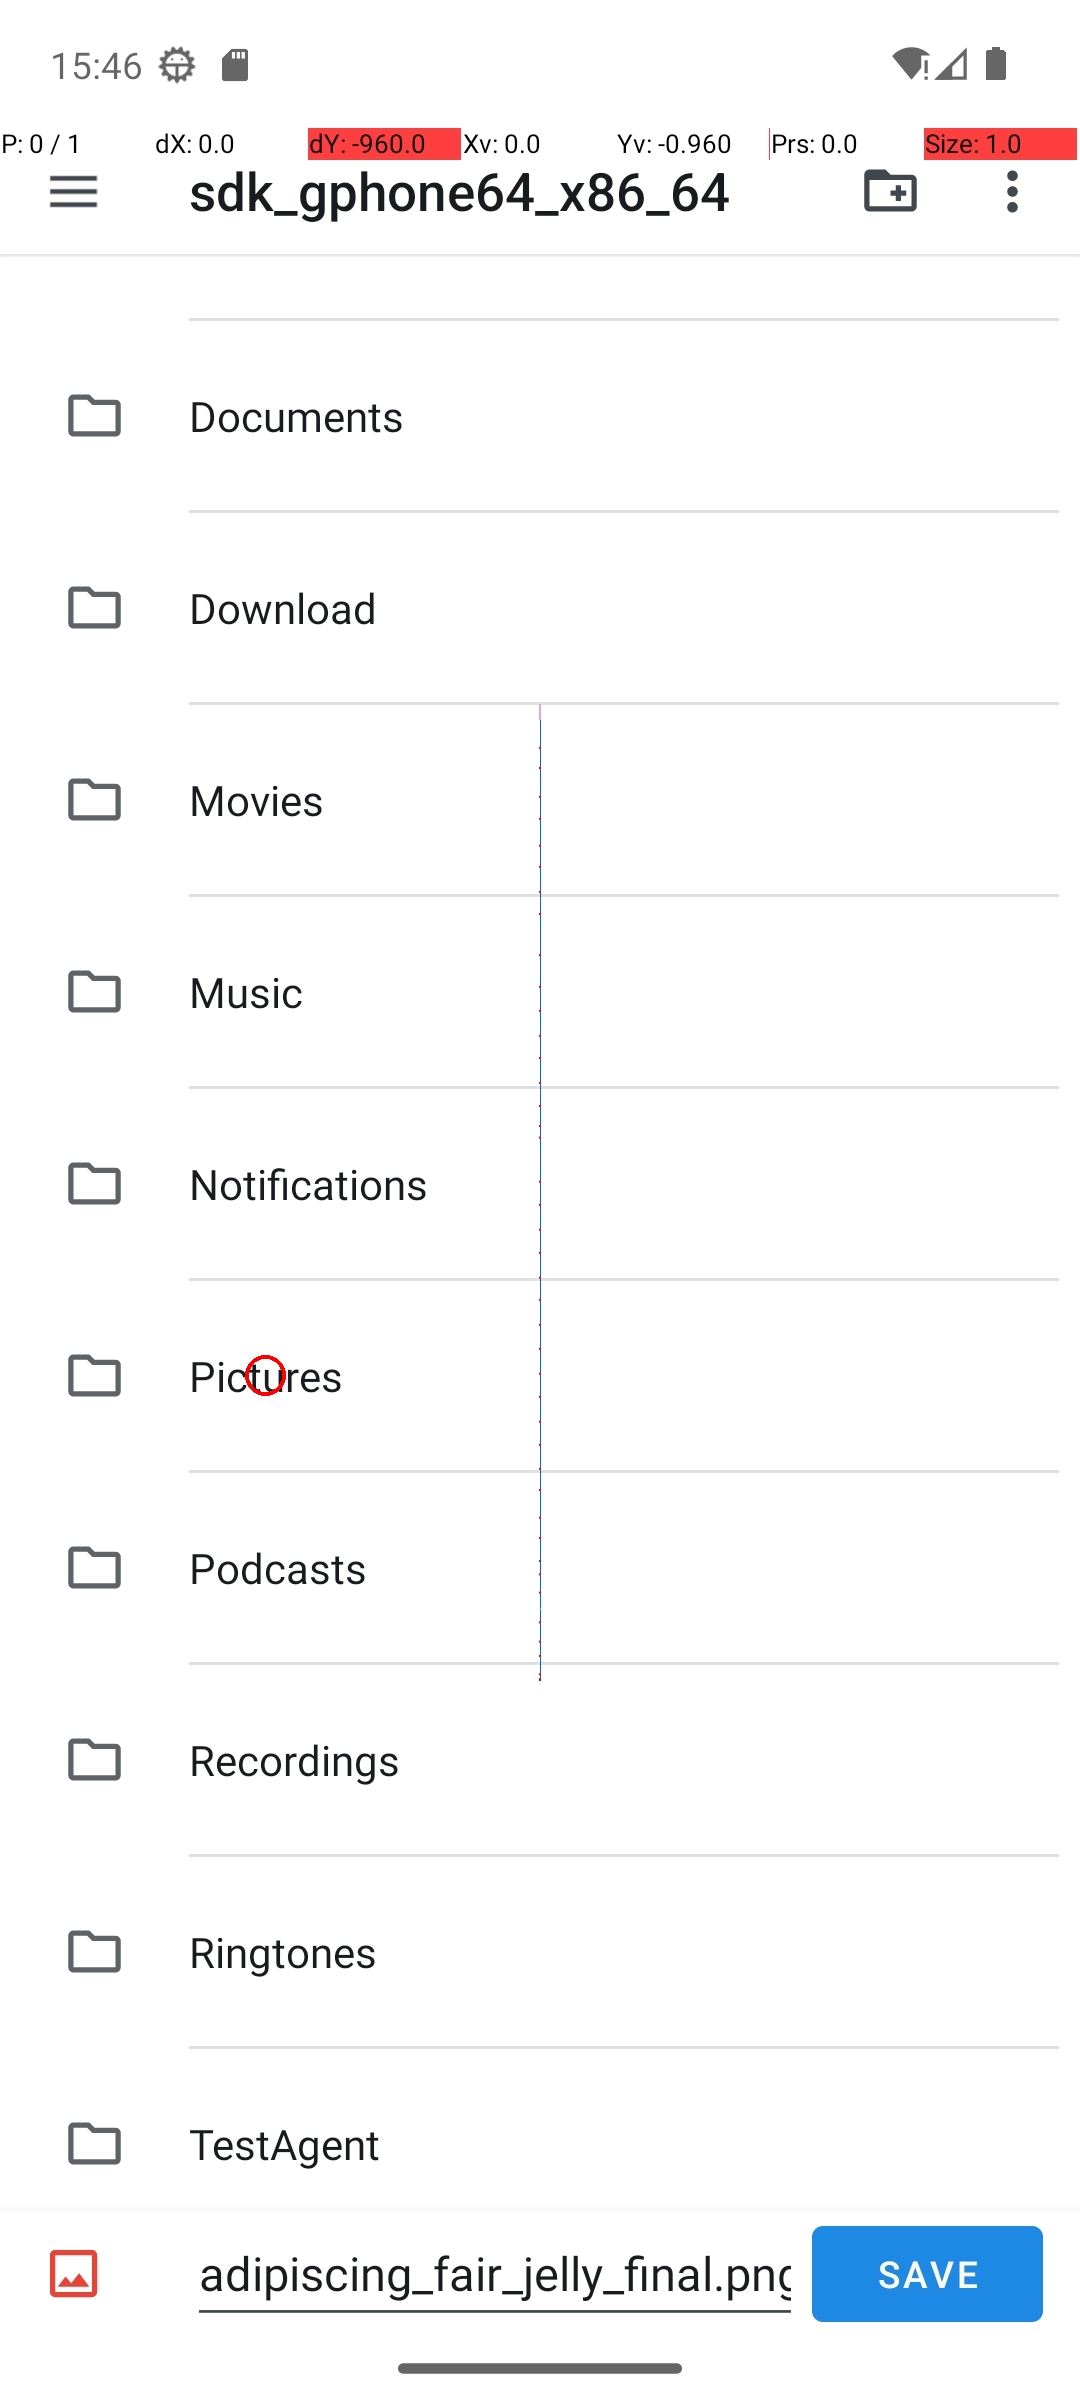 15:46
P: 0 / 1 dX: 0.0 dY: -960.0 Xv: 0.0 Yv: -0.960 Prs: 0.0 Size: 1.0
sdk_gphone64_x86_64
Documents
Download
Movies
Music
Notifications
Pictures
Podcasts
Recordings
Ringtones
TestAgent
adipiscing_fair_jelly_final.png
SAVE